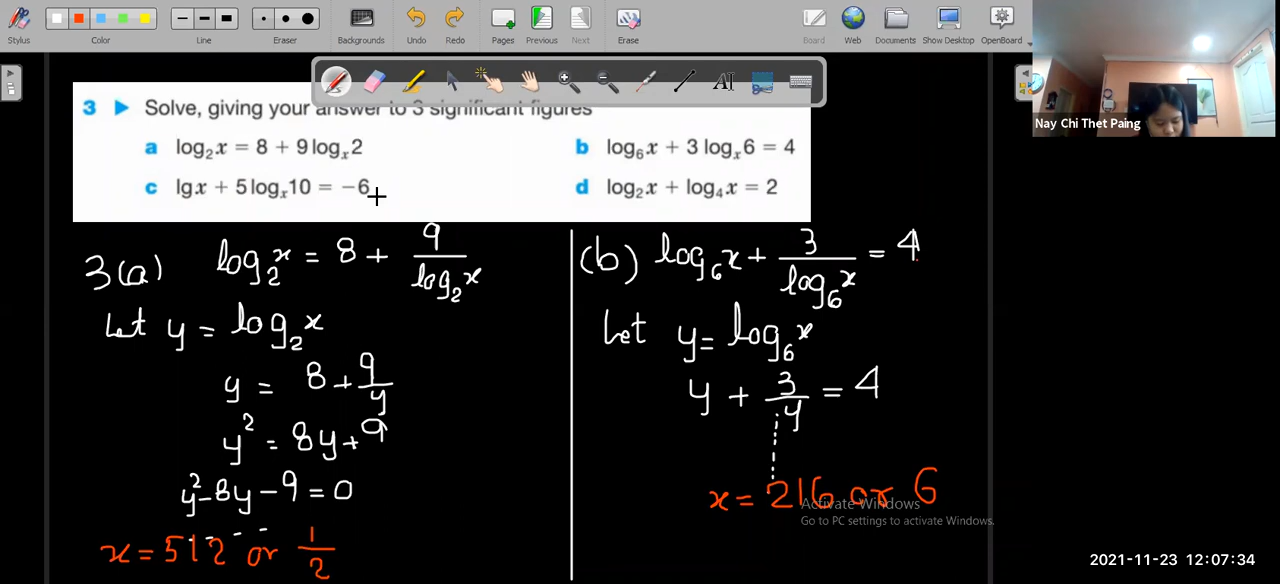 Stylus
Color
Line
Eraser
Backgrounds
Undo
Redo
Pages
Previous
Next
Erase
Board
Web
Documents
Show Desktop
OpenBoard
Nay Chi Thet Paing
3 ▶ Solve, giving your answer to 3 significant figures
a log₂x = 8 + 9 logₓ2
b log₆x + 3 logₓ6 = 4
c lgx + 5 logₓ10 = −6
d log₂x + log₄x = 2
3(a) log₂x = 8 + 9/log₂x
Let y = log₂x
y = 8 + 9/y
y² = 8y + 9
y² - 8y - 9 = 0
x = 512 or 1/2
(b) log₆x + 3/log₆x = 4
Let y = log₆x
y + 3/y = 4
x = 216 or 6
Activate Windows
Go to PC settings to activate Windows.
2021-11-23 12:07:34